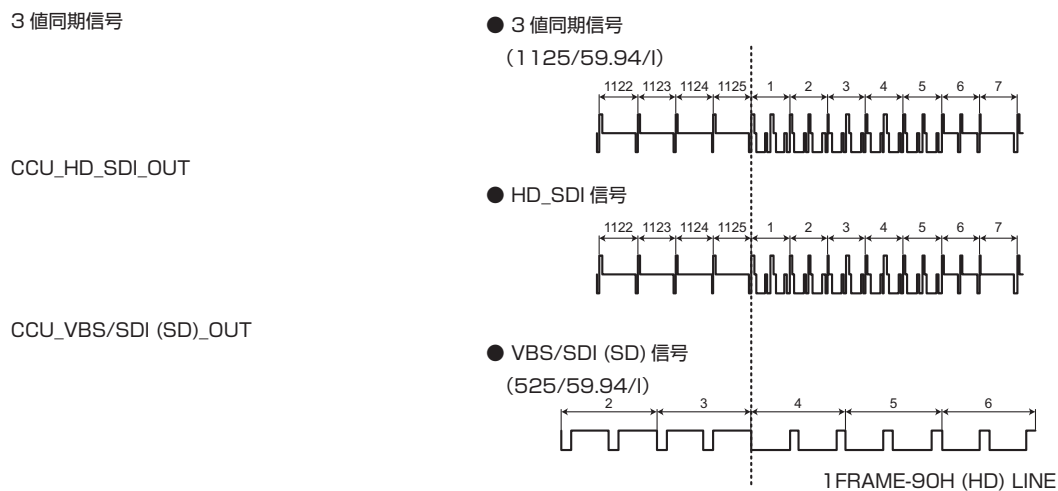 3 値同期信号
CCU_HD_SDI_OUT
CCU_VBS/SDI (SD)_OUT
● 3 値同期信号
(1125/59.94/I)
1122 1123 1124 1125 1 2 3 4 5 6 7
● HD_SDI 信号
1122 1123 1124 1125 1 2 3 4 5 6 7
● VBS/SDI (SD) 信号
(525/59.94/I)
2 3 4 5 6
1FRAME-90H (HD) LINE